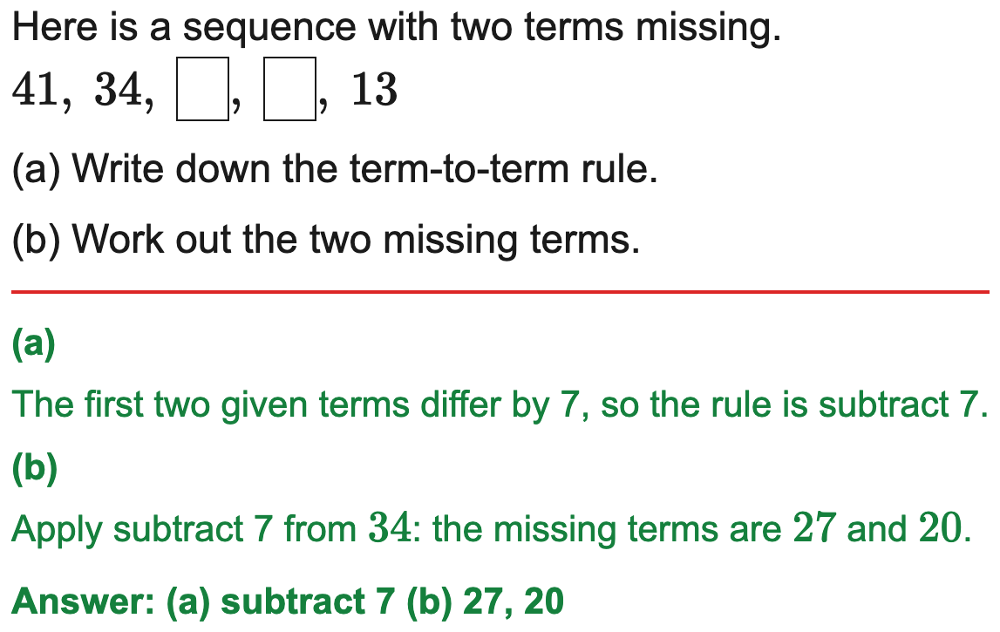 Here is a sequence with two terms missing.
41, 34, □, □, 13
(a) Write down the term-to-term rule.
(b) Work out the two missing terms.
(a)
The first two given terms differ by 7, so the rule is subtract 7.
(b)
Apply subtract 7 from 34: the missing terms are 27 and 20.
Answer: (a) subtract 7 (b) 27, 20